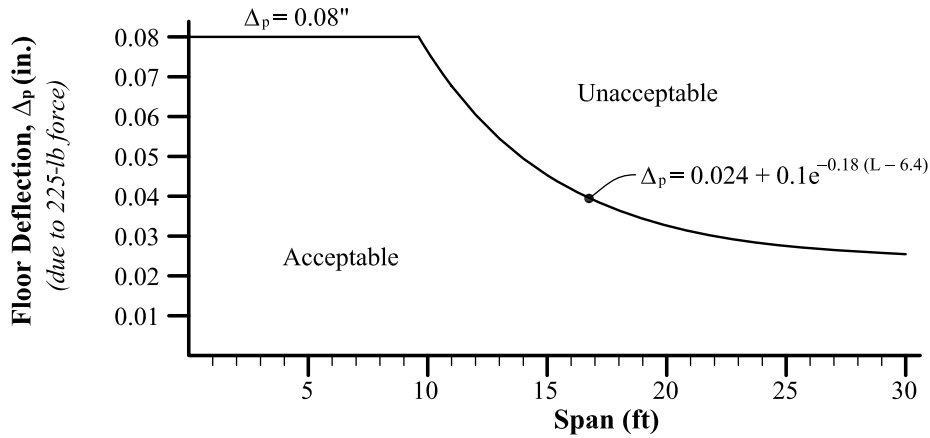 Δp = 0.08"
Floor Deflection, Δp (in.)
(due to 225-lb force)
0.08
0.07
0.06
0.05
0.04
0.03
0.02
0.01
Unacceptable
Δp = 0.024 + 0.1e^−0.18 (L − 6.4)
Acceptable
5 10 15 20 25 30
Span (ft)